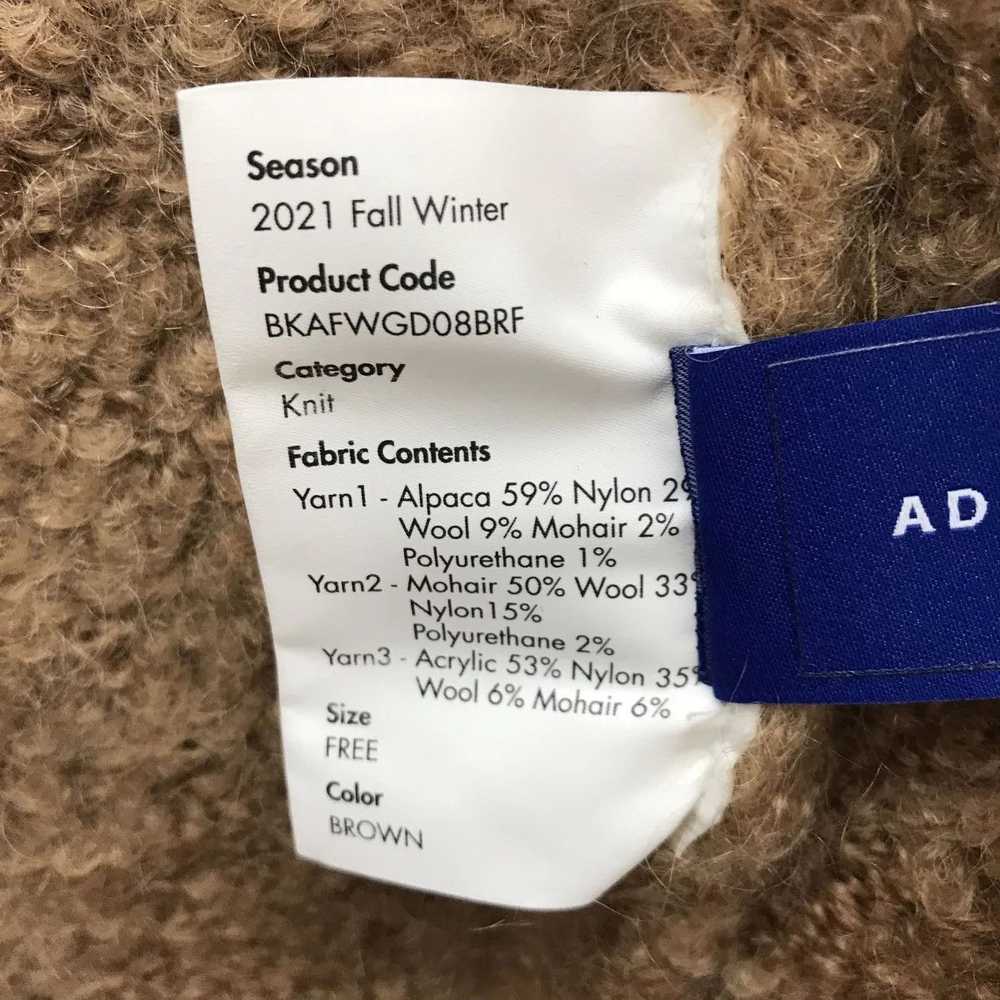 Season
2021 Fall Winter
Product Code
BKAFWGD08BRF
Category
Knit
Fabric Contents
Yarn1 - Alpaca 59% Nylon
Wool 9% Mohair 2%
Polyurethane 1%
Yarn2 - Mohair 50% Wool 33
Nylon15%
Polyurethane 2%
Yarn3 - Acrylic 53% Nylon 35
Wool 6% Mohair 6%
Size
FREE
Color
BROWN
AD